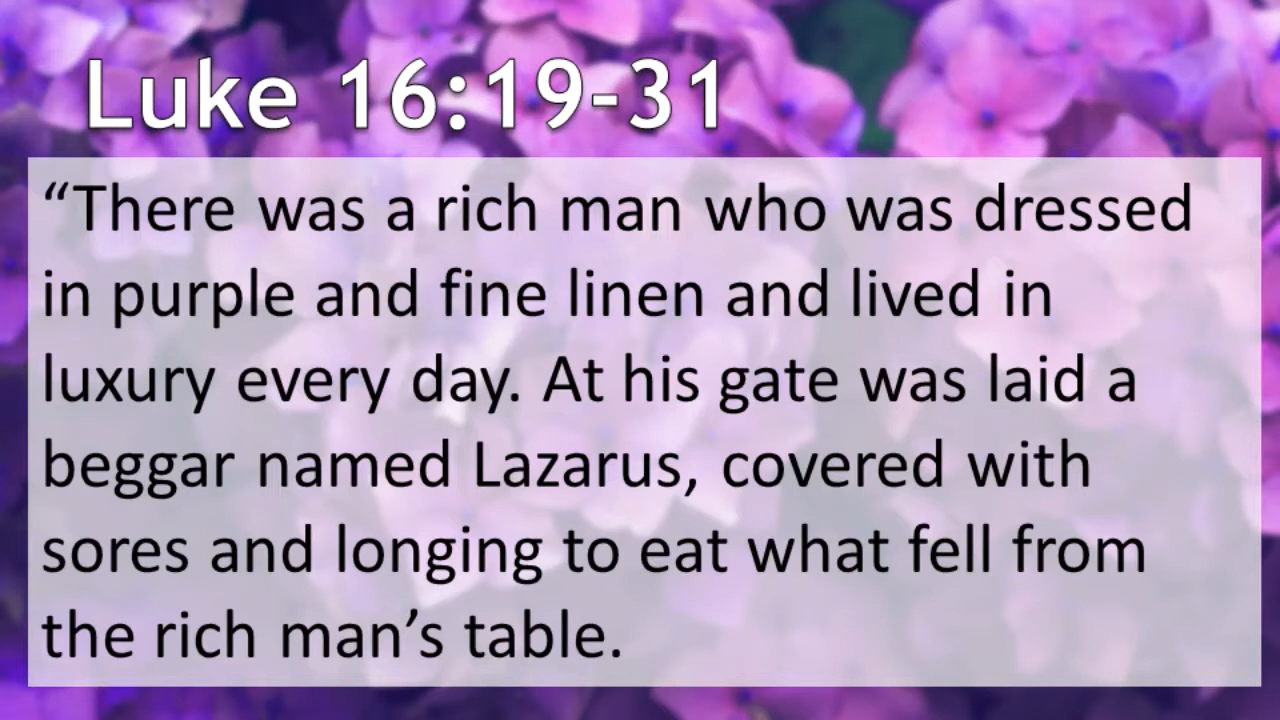 Luke 16:19-31
“There was a rich man who was dressed
in purple and fine linen and lived in
luxury every day. At his gate was laid a
beggar named Lazarus, covered with
sores and longing to eat what fell from
the rich man’s table.